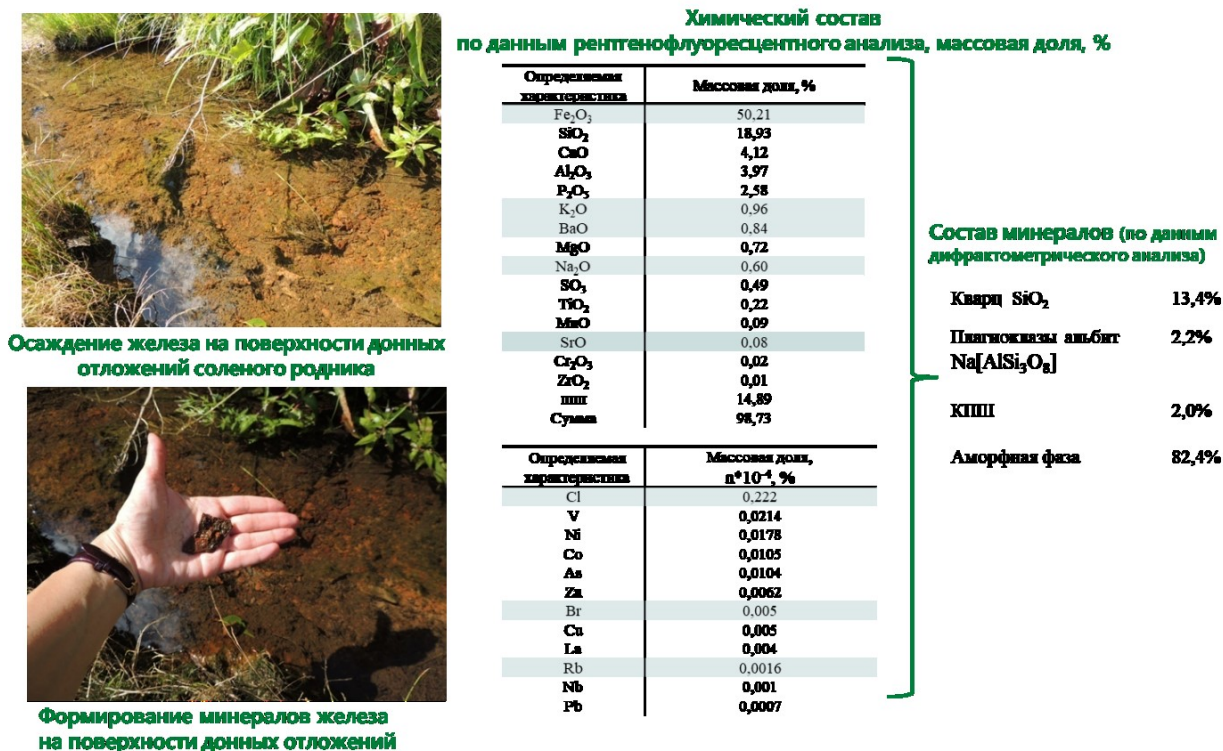 Химический состав
по данным рентгенофлуоресцентного анализа, массовая доля, %
Определяемая характеристика Массовая доля, %
Fe₂O₃ 50,21
SiO₂ 18,93
CaO 4,12
Al₂O₃ 3,97
P₂O₅ 2,58
K₂O 0,96
BaO 0,84
MgO 0,72
Na₂O 0,60
SO₃ 0,49
TiO₂ 0,22
MnO 0,09
SrO 0,08
Cr₂O₃ 0,02
ZrO₂ 0,01
ппп 14,89
Сумма 98,73
Определяемая характеристика Массовая доля, n*10⁻⁴, %
Cl 0,222
V 0,0214
Ni 0,0178
Co 0,0105
As 0,0104
Zn 0,0062
Br 0,005
Cu 0,005
La 0,004
Rb 0,0016
Nb 0,001
Pb 0,0007
Осаждение железа на поверхности донных
отложений соленого родника
Формирование минералов железа
на поверхности донных отложений
Состав минералов (по данным
дифрактометрического анализа)
Кварц SiO₂ 13,4%
Плагиоклазы альбит 2,2%
Na[AlSi₃O₈]
КПШ 2,0%
Аморфная фаза 82,4%